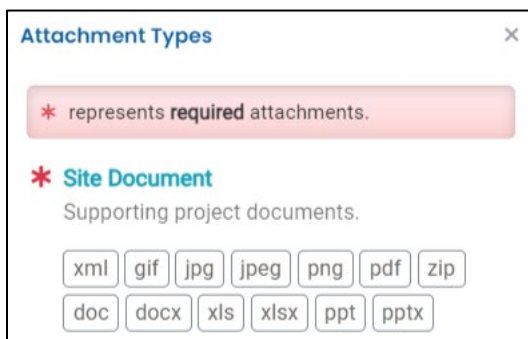 Attachment Types ×
* represents required attachments.
* Site Document
Supporting project documents.
xml gif jpg jpeg png pdf zip
doc docx xls xlsx ppt pptx